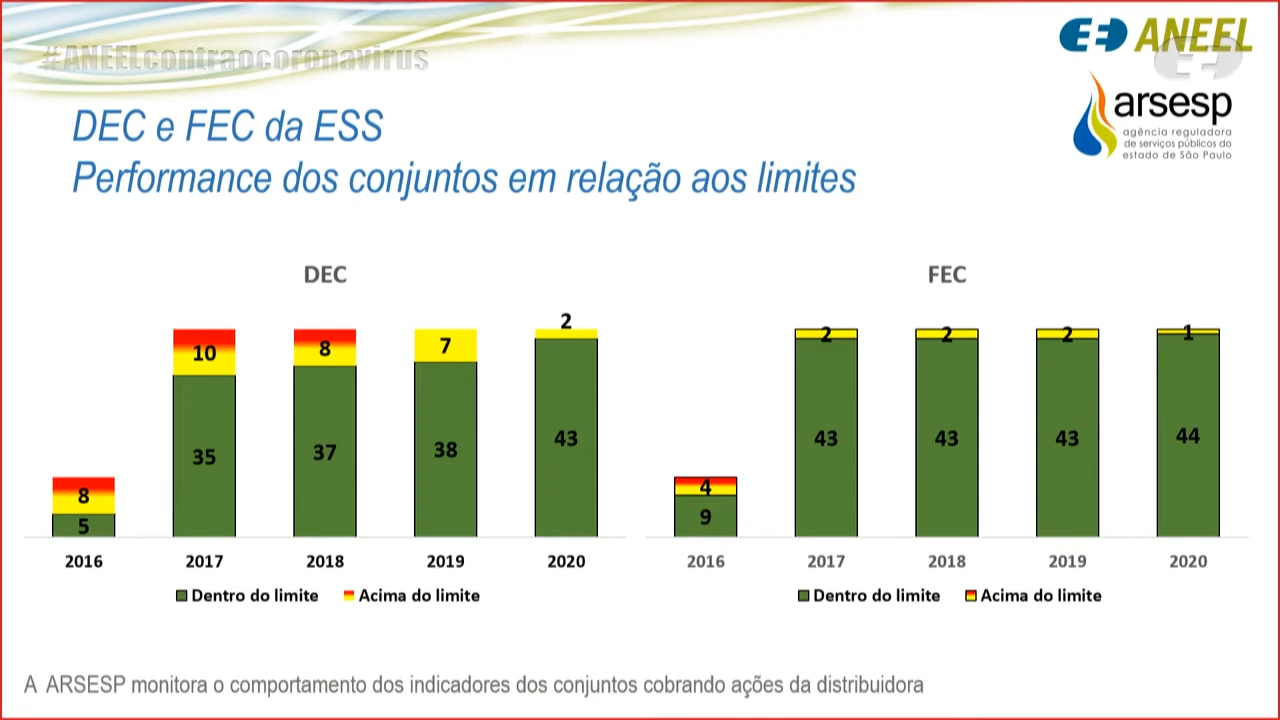 #ANEELcontraocoronavirus
ANEEL
arsesp
agência reguladora
de serviços públicos do
estado de São Paulo
DEC e FEC da ESS
Performance dos conjuntos em relação aos limites
DEC
8
5
10
35
8
37
7
38
2
43
2016 2017 2018 2019 2020
Dentro do limite Acima do limite
FEC
4
9
2
43
2
43
2
43
1
44
2016 2017 2018 2019 2020
Dentro do limite Acima do limite
A ARSESP monitora o comportamento dos indicadores dos conjuntos cobrando ações da distribuidora